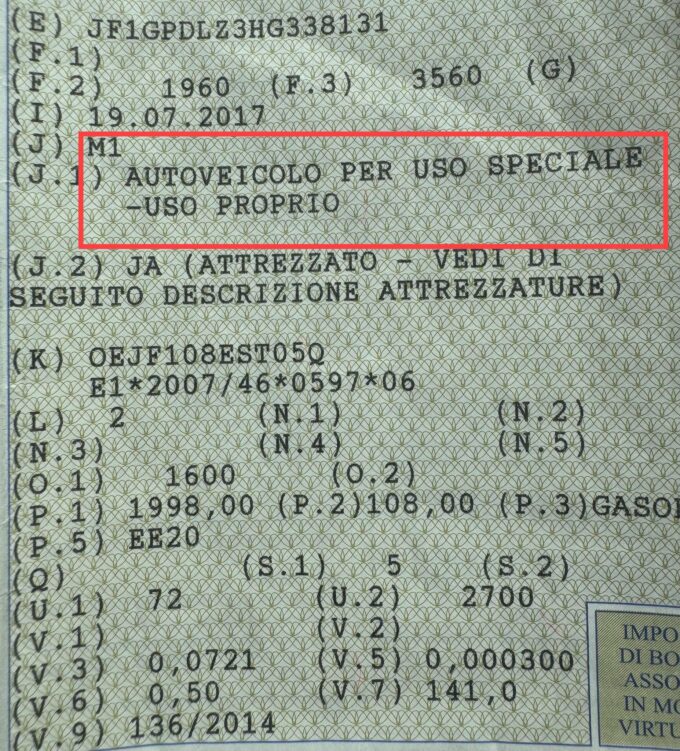 (E) JF1GPDLZ3HG338131
(F.1)
(F.2) 1960 (F.3) 3560 (G)
(I) 19.07.2017
(J) M1
(J.1) AUTOVEICOLO PER USO SPECIALE
-USO PROPRIO
(J.2) JA (ATTREZZATO - VEDI DI
SEGUITO DESCRIZIONE ATTREZZATURE)
(K) OEJF108EST05Q
E1*2007/46*0597*06
(L) 2 (N.1) (N.2)
(N.3) (N.4) (N.5)
(O.1) 1600 (O.2)
(P.1) 1998,00 (P.2)108,00 (P.3)GASOL
(P.5) EE20
(Q) (S.1) 5 (S.2)
(U.1) 72 (U.2) 2700
(V.1) (V.2)
(V.3) 0,0721 (V.5) 0,000300
(V.6) 0,50 (V.7) 141,0
(V.9) 136/2014
IMPO
DI BO
ASSO
IN MO
VIRTU